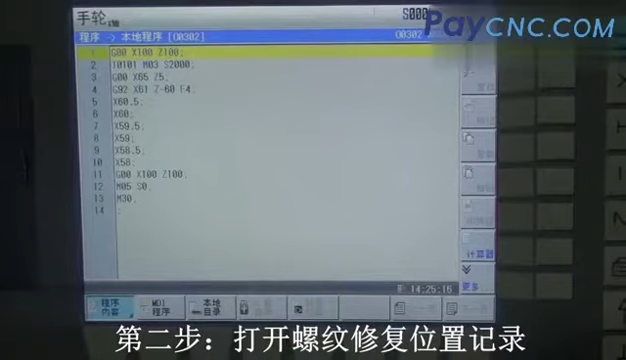 手轮
S000
PayCNC.COM
程序 -> 本地程序 [O0302]
O0302
1 G00 X100 Z100;
2 T0101 M03 S2000;
3 G00 X65 Z5;
4 G92 X61 Z-60 F4;
5 X60.5;
6 X60;
7 X59.5;
8 X59;
9 X58.5;
10 X58;
11 G00 X100 Z100;
12 M05 S0;
13 M30;
14
计算器
更多
14:25:16
程序内容
MDI程序
本地目录
第二步：打开螺纹修复位置记录